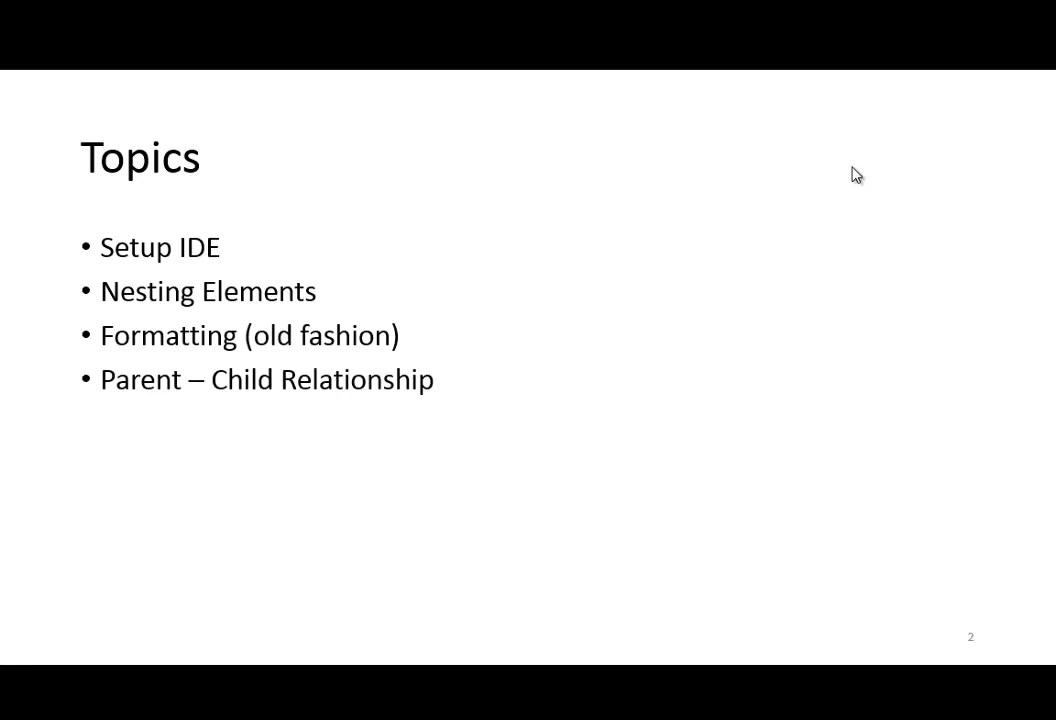 Topics
• Setup IDE
• Nesting Elements
• Formatting (old fashion)
• Parent – Child Relationship
2